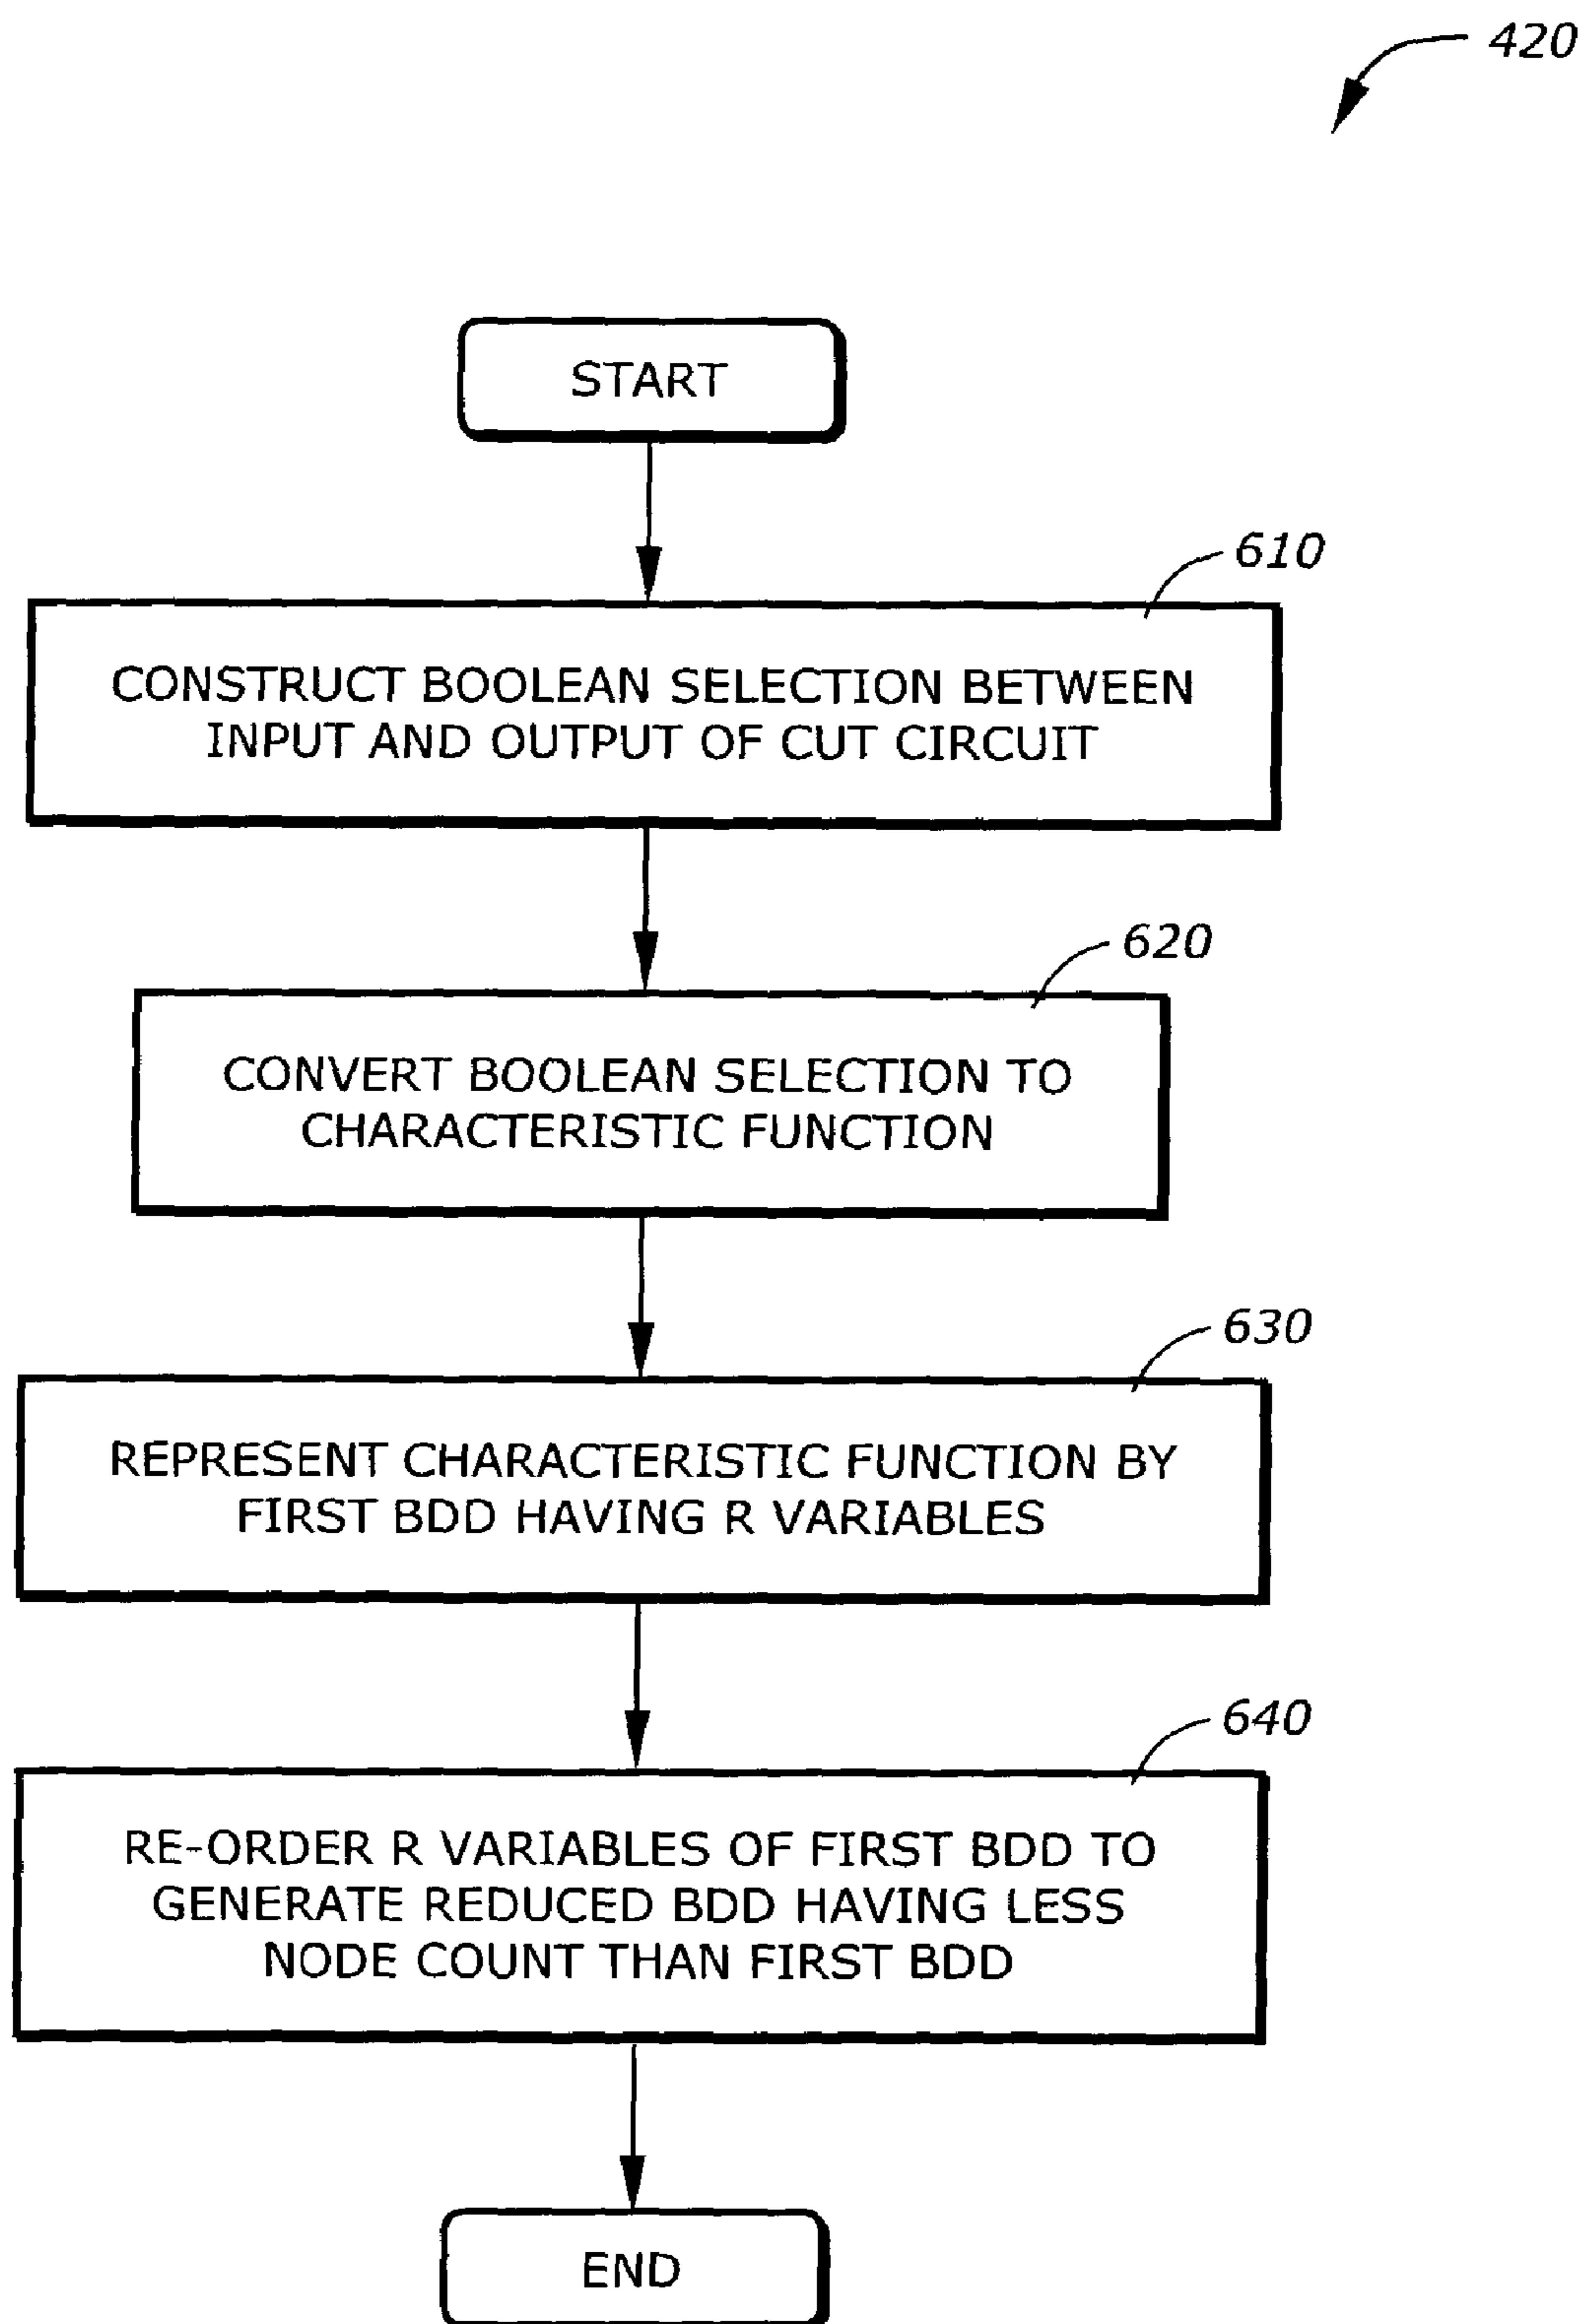 420
START
610
CONSTRUCT BOOLEAN SELECTION BETWEEN
INPUT AND OUTPUT OF CUT CIRCUIT
620
CONVERT BOOLEAN SELECTION TO
CHARACTERISTIC FUNCTION
630
REPRESENT CHARACTERISTIC FUNCTION BY
FIRST BDD HAVING R VARIABLES
640
RE-ORDER R VARIABLES OF FIRST BDD TO
GENERATE REDUCED BDD HAVING LESS
NODE COUNT THAN FIRST BDD
END